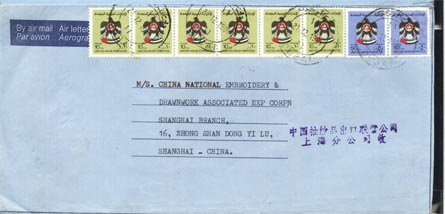 By air mail Air letter
Par avion Aérogra
M/S. CHINA NATIONAL EMBROIDERY &
DRAWNWORK ASSOCIATED EXP CORPN
SHANGHAI BRANCH,
16, ZHONG SHAN DONG YI LU,
SHANGHAI - CHINA.
中国抽纱品出口联营公司
上海分公司收